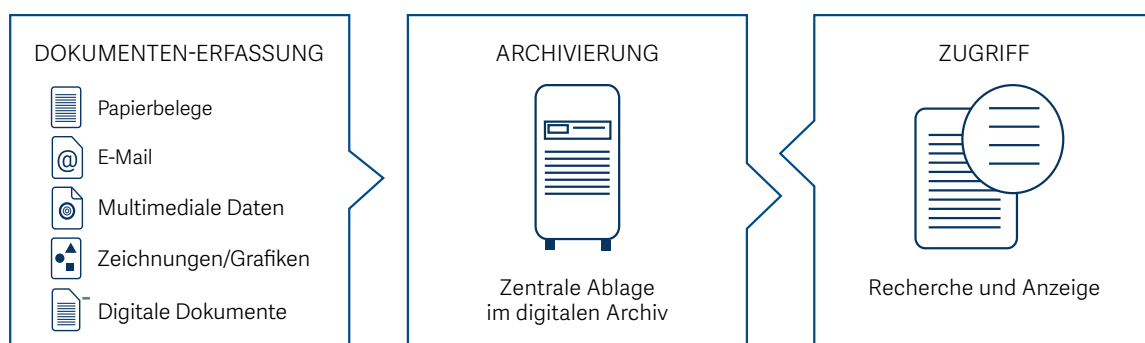 DOKUMENTEN-ERFASSUNG
Papierbelege
@
E-Mail
Multimediale Daten
Zeichnungen/Grafiken
Digitale Dokumente
ARCHIVIERUNG
Zentrale Ablage
im digitalen Archiv
ZUGRIFF
Recherche und Anzeige